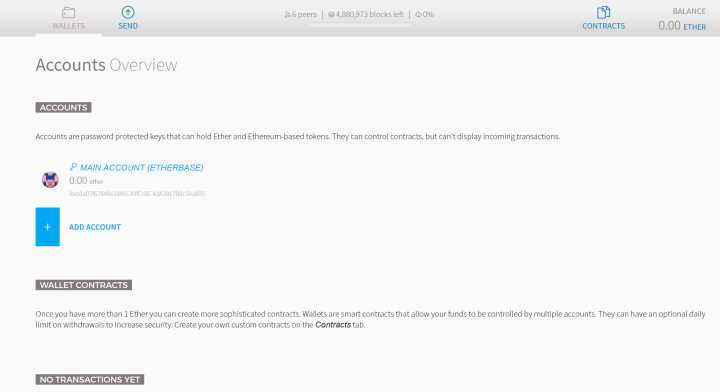 WALLETS
SEND
6 peers | 4,880,973 blocks left | 0%
CONTRACTS
BALANCE
0.00 ETHER
Accounts Overview
ACCOUNTS
Accounts are password protected keys that can hold Ether and Ethereum-based tokens. They can control contracts, but can't display incoming transactions.
MAIN ACCOUNT (ETHERBASE)
0.00 ether
+ ADD ACCOUNT
WALLET CONTRACTS
Once you have more than 1 Ether you can create more sophisticated contracts. Wallets are smart contracts that allow your funds to be controlled by multiple accounts. They can have an optional daily
limit on withdrawals to increase security. Create your own custom contracts on the Contracts tab.
NO TRANSACTIONS YET